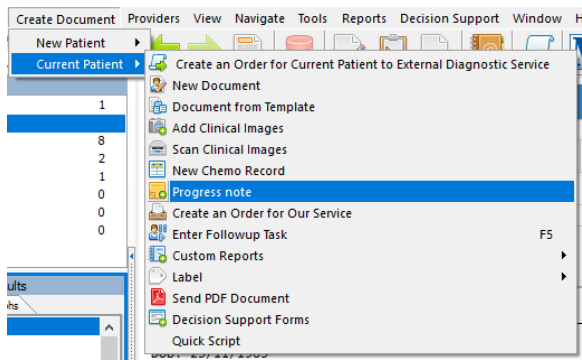 Create Document Providers View Navigate Tools Reports Decision Support Window
New Patient
Current Patient
Create an Order for Current Patient to External Diagnostic Service
New Document
1
Document from Template
Add Clinical Images
8
Scan Clinical Images
2
New Chemo Record
1
Progress note
0
Create an Order for Our Service
0
Enter Followup Task F5
0
Custom Reports
Label
ults
Send PDF Document
hs
Decision Support Forms
Quick Script